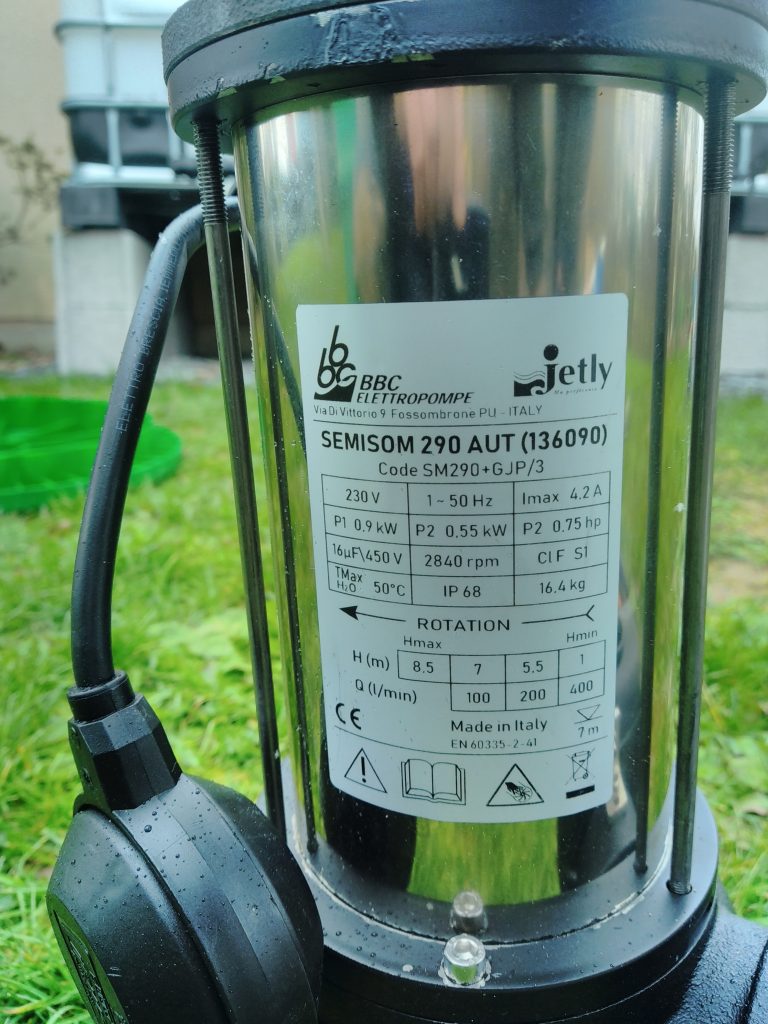 bbc BBC
ELETTROPOMPE
jetly
Via Di Vittorio 9 Fossombrone PU - ITALY
SEMISOM 290 AUT (136090)
Code SM290+GJP/3
230 V 1 ~ 50 Hz Imax 4.2 A
P1 0,9 kW P2 0.55 kW P2 0.75 hp
16µF\450 V 2840 rpm Cl F S1
TMax H2O 50°C IP 68 16.4 kg
ROTATION
Hmax Hmin
H (m) 8.5 7 5.5 1
Q (l/min) 100 200 400
CE Made in Italy 7 m
EN 60335-2-41
ELETTRO BRESCIA